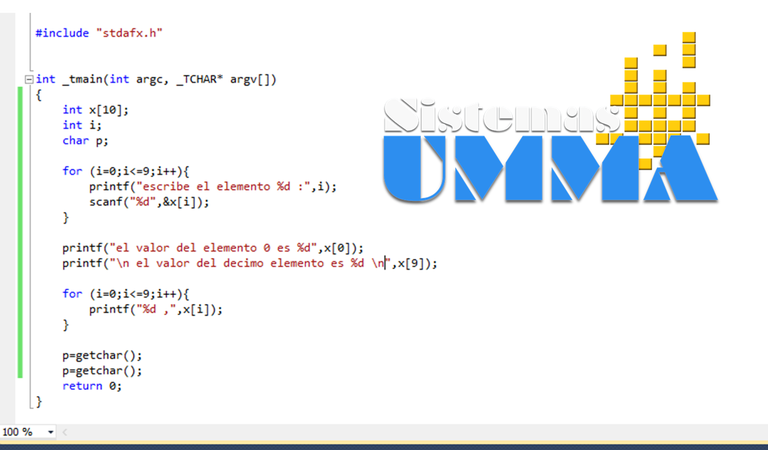 #include "stdafx.h"
int _tmain(int argc, _TCHAR* argv[])
{
int x[10];
int i;
char p;
for (i=0;i<=9;i++){
printf("escribe el elemento %d :",i);
scanf("%d",&x[i]);
}
printf("el valor del elemento 0 es %d",x[0]);
printf("\n el valor del decimo elemento es %d \n",x[9]);
for (i=0;i<=9;i++){
printf("%d ,",x[i]);
}
p=getchar();
p=getchar();
return 0;
}
Sistemas
UMMA
100 %